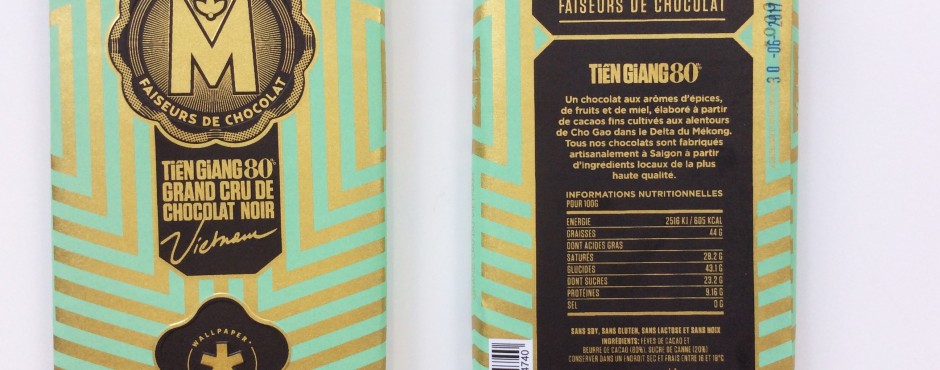 M
FAISEURS DE CHOCOLAT
TIÊN GIANG 80%
GRAND CRU DE
CHOCOLAT NOIR
Vietnam
WALLPAPER*
*
FAISEURS DE CHOCOLAT
TIÊN GIANG 80%
Un chocolat aux arômes d'épices,
de fruits et de miel, élaboré à partir
de cacaos fins cultivés aux alentours
de Cho Gao dans le Delta du Mékong.
Tous nos chocolats sont fabriqués
artisanalement à Saigon à partir
d'ingrédients locaux de la plus
haute qualité.
INFORMATIONS NUTRITIONNELLES
POUR 100G
ENERGIE 2516 KJ / 605 KCAL
GRAISSES 44 G
DONT ACIDES GRAS
SATURÉS 28.2 G
GLUCIDES 43.1 G
DONT SUCRES 23.2 G
PROTÉINES 9.16 G
SEL 0 G
SANS SOY, SANS GLUTEN, SANS LACTOSE ET SANS NOIX
INGRÉDIENTS: FÈVES DE CACAO ET
BEURRE DE CACAO (80%), SUCRE DE CANNE (20%)
CONSERVER DANS UN ENDROIT SEC ET FRAIS ENTRE 16 ET 18°C
4740
30-06-201